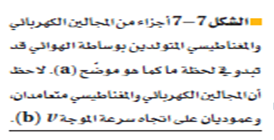 الشكل 7–7 أجزاء من المجالين الكهربائي
والمغناطيسي المتولدين بوساطة الهوائي قد
تبدو في لحظة ما كما هو موضّح (a). لاحظ
أن المجالين الكهربائي والمغناطيسي متعامدان،
وعموديان على اتجاه سرعة الموجة v (b).